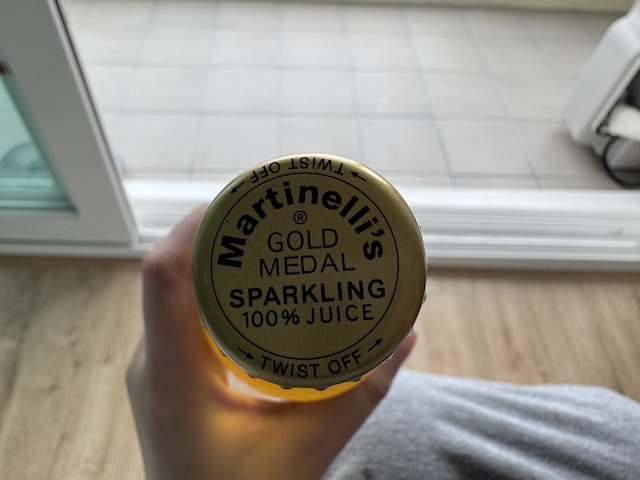 TWIST OFF
Martinelli's
®
GOLD
MEDAL
SPARKLING
100% JUICE
TWIST OFF